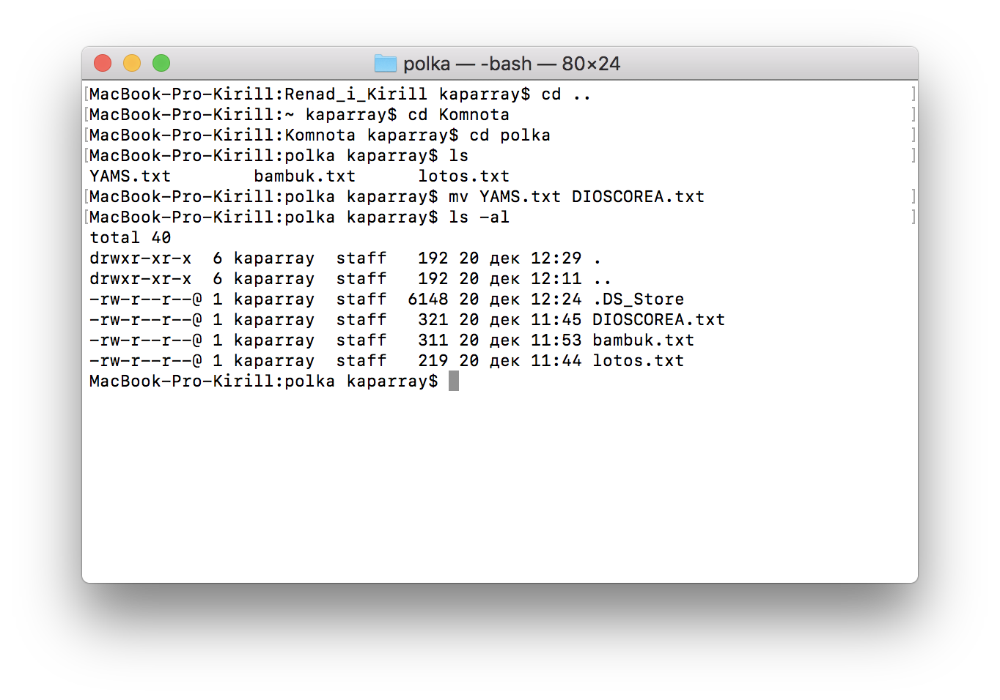 polka — -bash — 80×24
[MacBook-Pro-Kirill:Renad_i_Kirill kaparray$ cd ..]
[MacBook-Pro-Kirill:~ kaparray$ cd Komnota]
[MacBook-Pro-Kirill:Komnota kaparray$ cd polka]
[MacBook-Pro-Kirill:polka kaparray$ ls]
YAMS.txt        bambuk.txt      lotos.txt
[MacBook-Pro-Kirill:polka kaparray$ mv YAMS.txt DIOSCOREA.txt]
[MacBook-Pro-Kirill:polka kaparray$ ls -al]
total 40
drwxr-xr-x  6 kaparray  staff   192 20 дек 12:29 .
drwxr-xr-x  6 kaparray  staff   192 20 дек 12:11 ..
-rw-r--r--@ 1 kaparray  staff  6148 20 дек 12:24 .DS_Store
-rw-r--r--@ 1 kaparray  staff   321 20 дек 11:45 DIOSCOREA.txt
-rw-r--r--@ 1 kaparray  staff   311 20 дек 11:53 bambuk.txt
-rw-r--r--@ 1 kaparray  staff   219 20 дек 11:44 lotos.txt
MacBook-Pro-Kirill:polka kaparray$